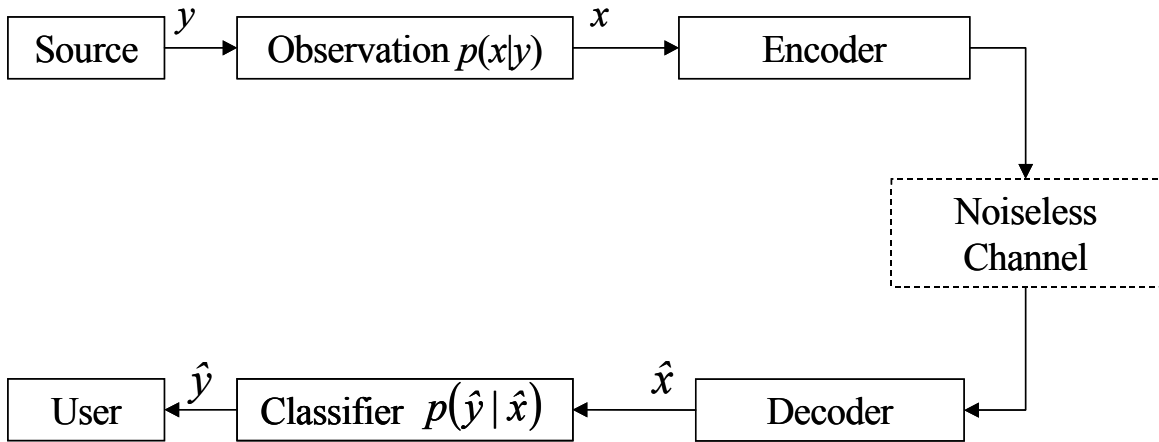 y
x
Source
Observation p(x|y)
Encoder
Noiseless
Channel
ŷ
x̂
User
Classifier p(ŷ | x̂)
Decoder